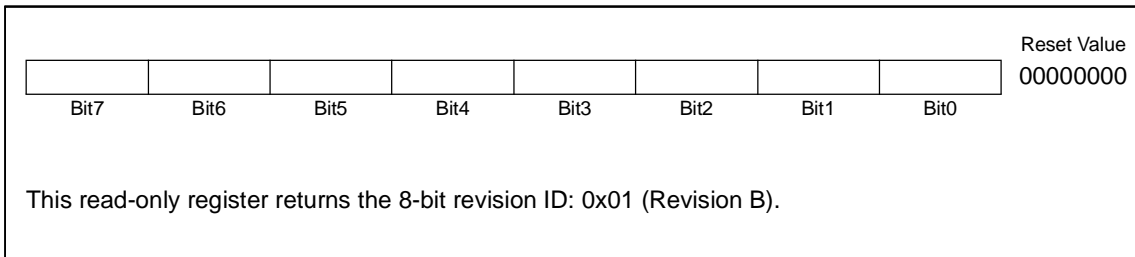 Reset Value
00000000
Bit7 Bit6 Bit5 Bit4 Bit3 Bit2 Bit1 Bit0
This read-only register returns the 8-bit revision ID: 0x01 (Revision B).